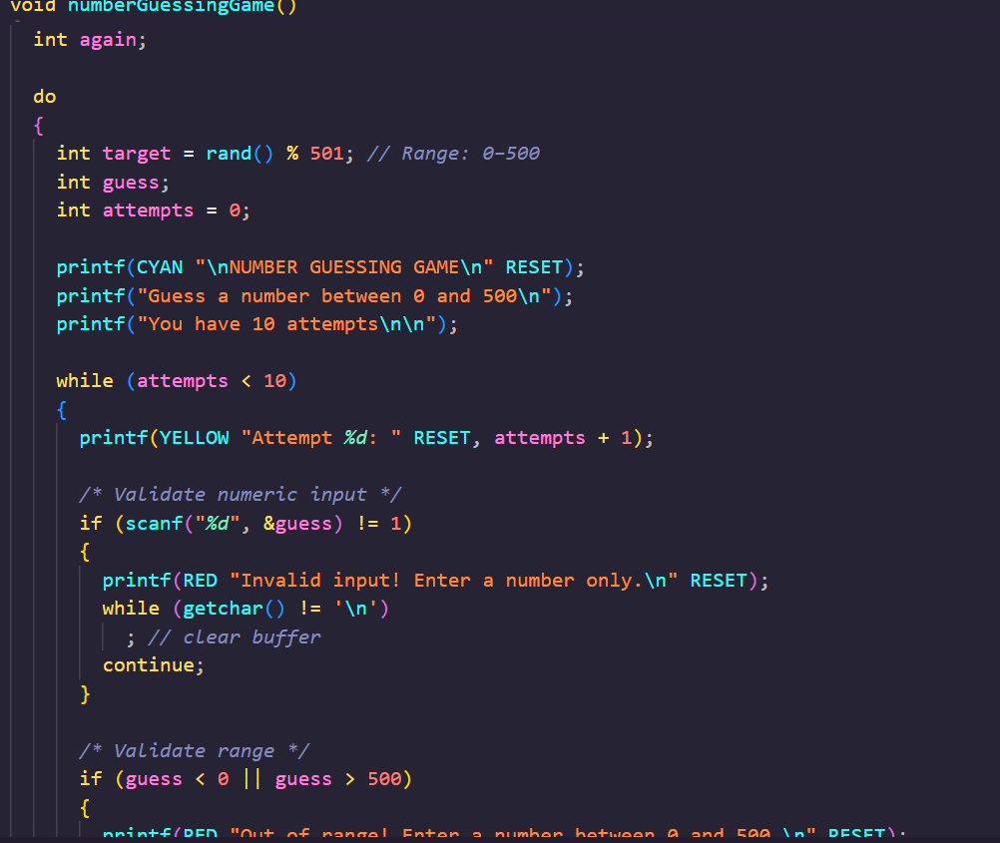 void numberGuessingGame()
int again;
do
{
int target = rand() % 501; // Range: 0–500
int guess;
int attempts = 0;
printf(CYAN "\nNUMBER GUESSING GAME\n" RESET);
printf("Guess a number between 0 and 500\n");
printf("You have 10 attempts\n\n");
while (attempts < 10)
{
printf(YELLOW "Attempt %d: " RESET, attempts + 1);
/* Validate numeric input */
if (scanf("%d", &guess) != 1)
{
printf(RED "Invalid input! Enter a number only.\n" RESET);
while (getchar() != '\n')
; // clear buffer
continue;
}
/* Validate range */
if (guess < 0 || guess > 500)
{
printf(RED "Out of range! Enter a number between 0 and 500.\n" RESET);